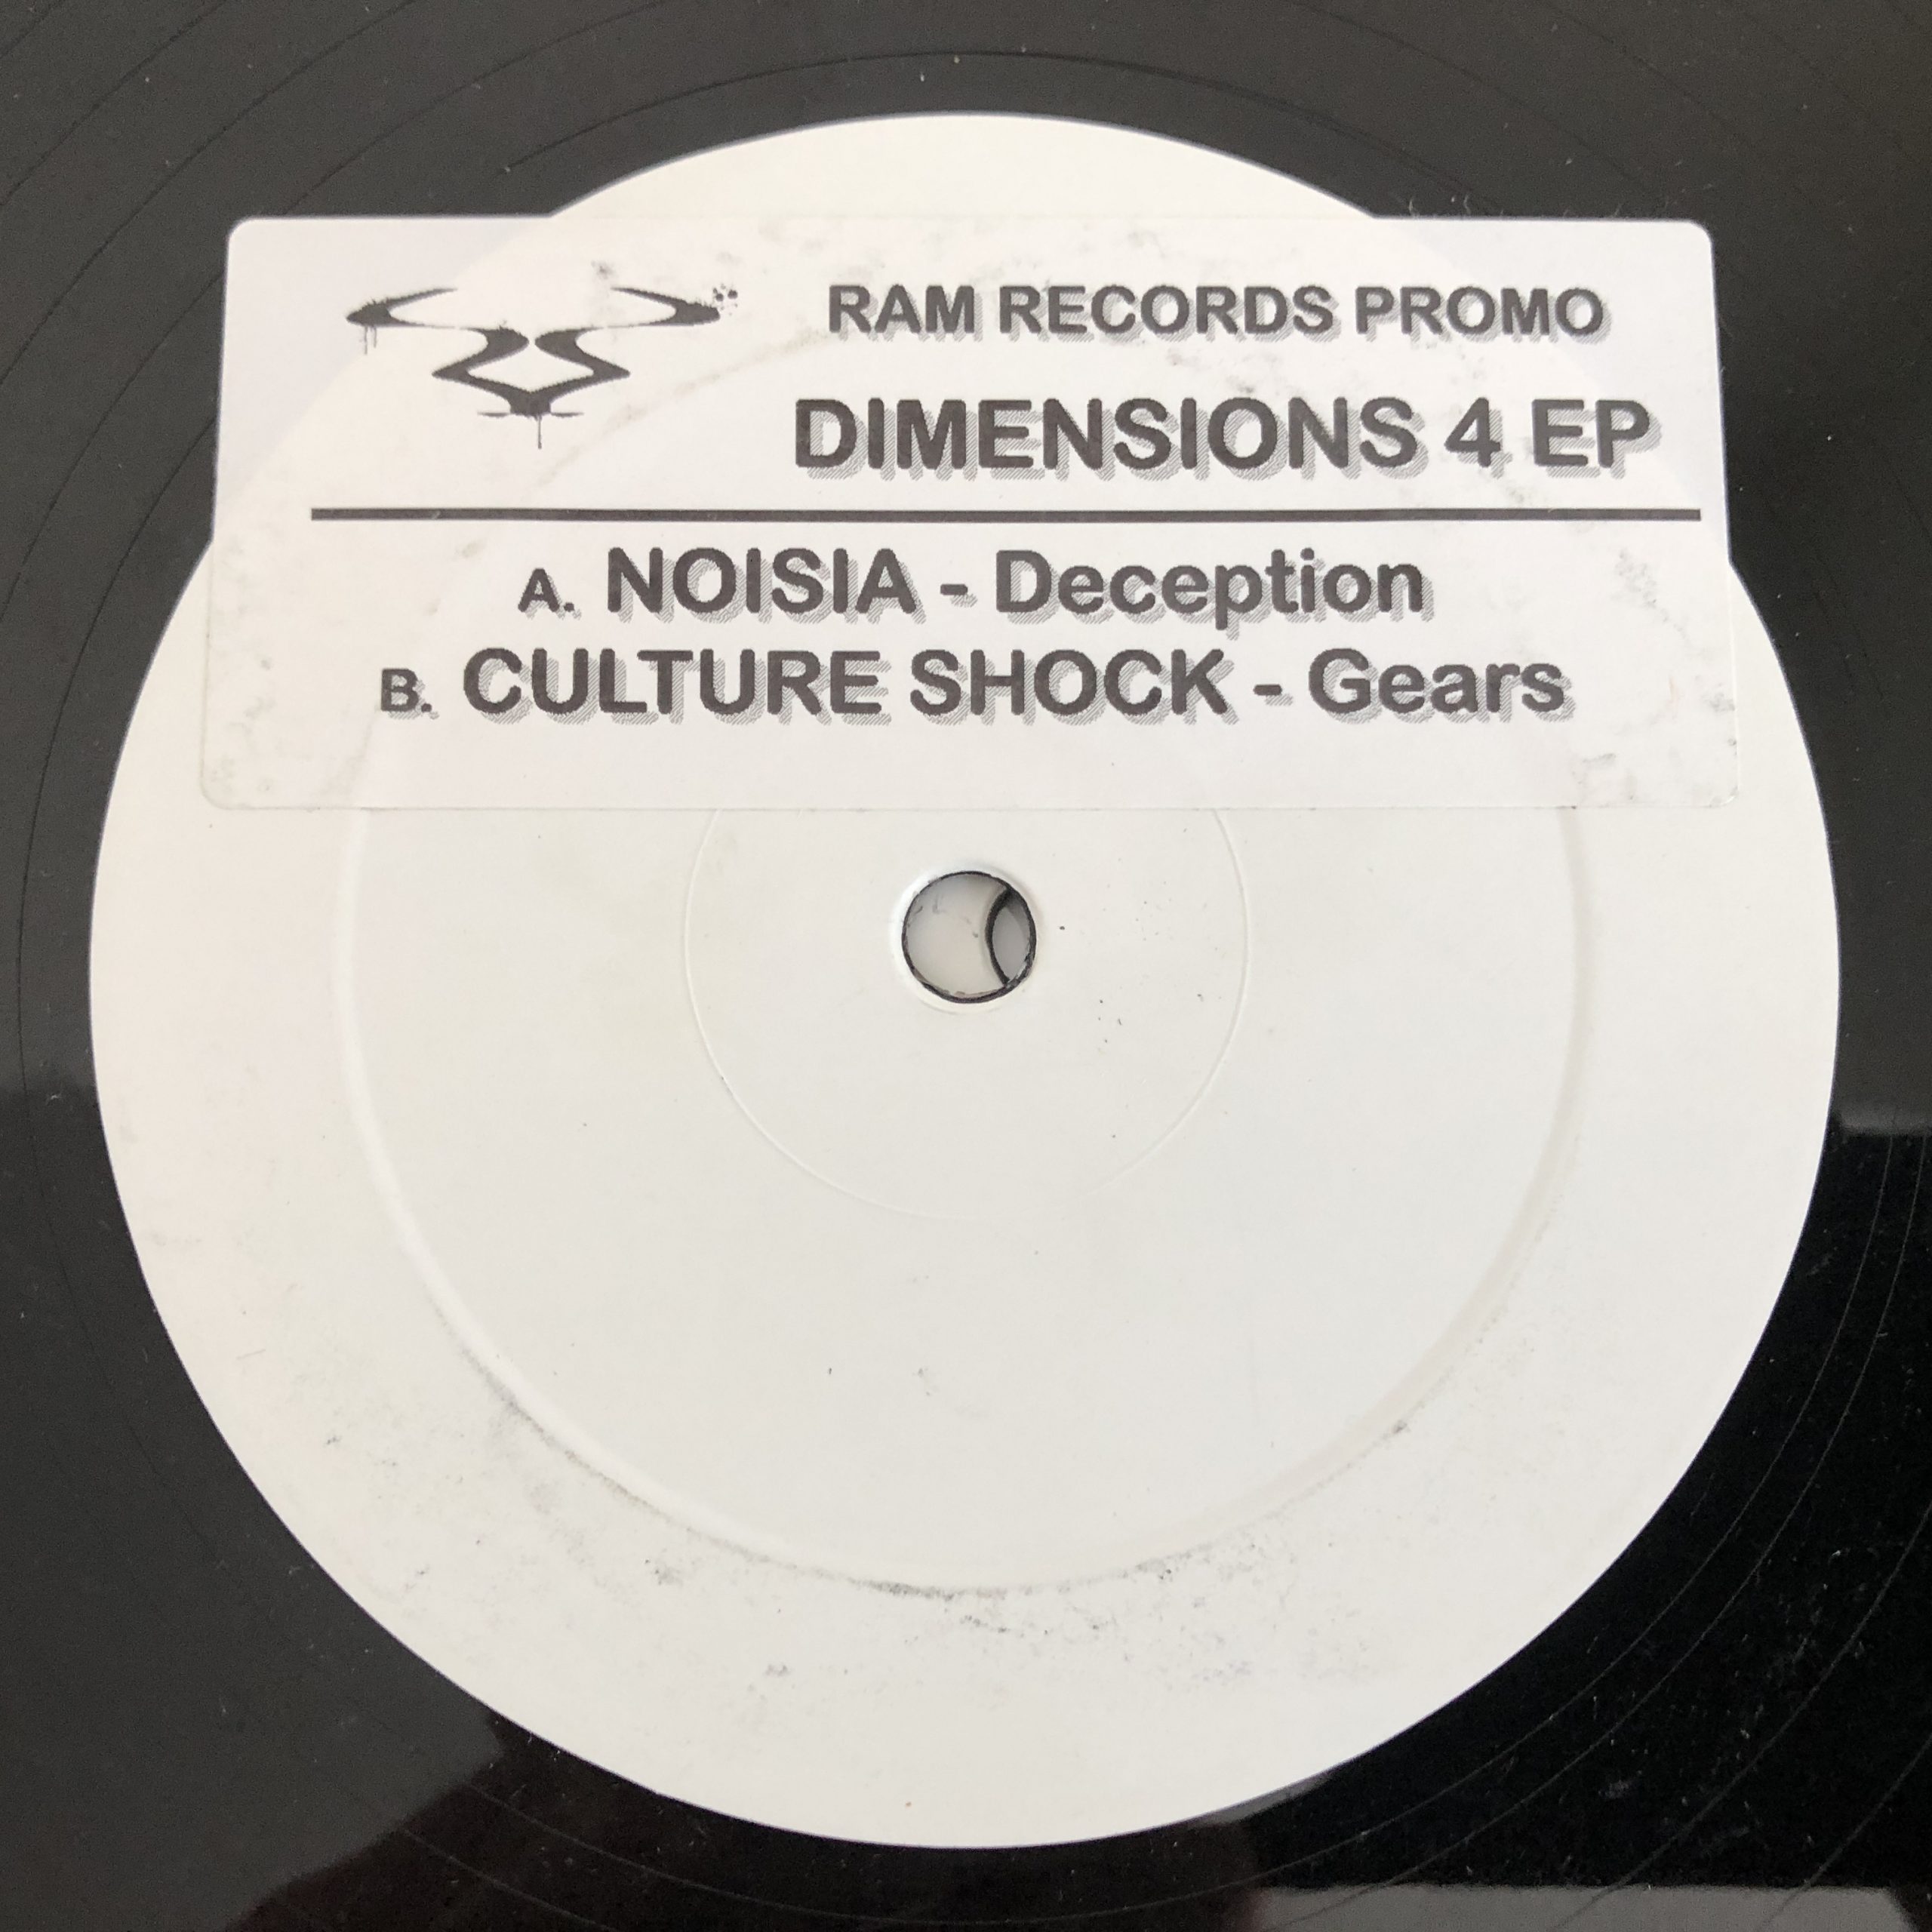 RAM RECORDS PROMO
DIMENSIONS 4 EP
A. NOISIA - Deception
B. CULTURE SHOCK - Gears